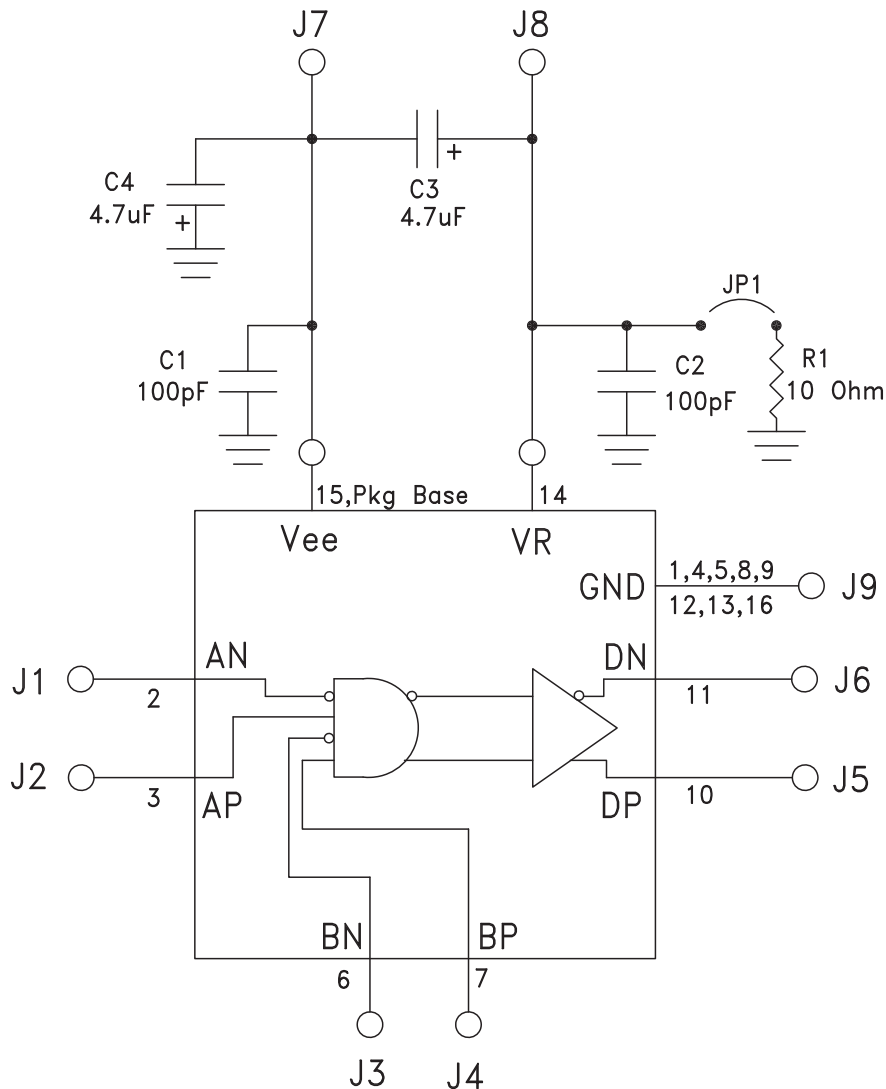 J7
J8
C4
4.7uF
+
+
C3
4.7uF
JP1
C1
100pF
C2
100pF
R1
10 Ohm
15,Pkg Base
14
Vee
VR
GND
1,4,5,8,9
12,13,16
J9
J1
AN
2
DN
11
J6
J2
3
AP
DP
10
J5
BN
BP
6
7
J3
J4